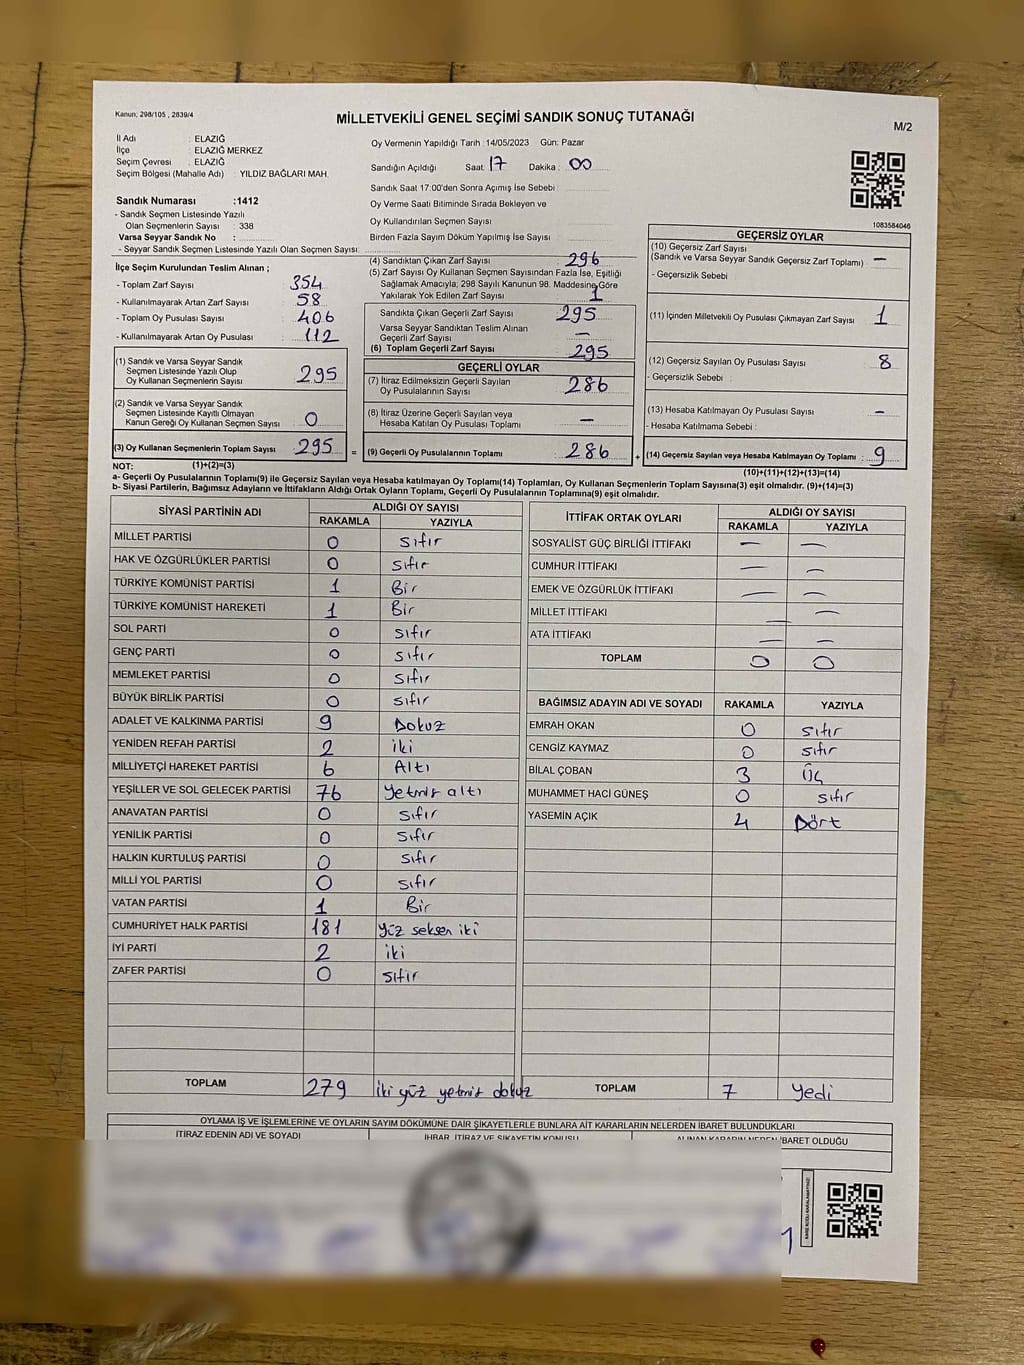 Kanun; 298/105 , 2839/4
MİLLETVEKİLİ GENEL SEÇİMİ SANDIK SONUÇ TUTANAĞI
M/2
İl Adı : ELAZIĞ
İlçe : ELAZIĞ MERKEZ
Seçim Çevresi : ELAZIĞ
Seçim Bölgesi (Mahalle Adı) : YILDIZ BAĞLARI MAH.
Oy Vermenin Yapıldığı Tarih :14/05/2023 Gün: Pazar
Sandığın Açıldığı Saat: 17 Dakika : 00
Sandık Saat 17:00'den Sonra Açımış İse Sebebi :
Oy Verme Saati Bitiminde Sırada Bekleyen ve
Oy Kullandırılan Seçmen Sayısı
Birden Fazla Sayım Döküm Yapılmış İse Sayısı :
Sandık Numarası :1412
- Sandık Seçmen Listesinde Yazılı
Olan Seçmenlerin Sayısı : 338
Varsa Seyyar Sandık No :
- Seyyar Sandık Seçmen Listesinde Yazılı Olan Seçmen Sayısı:
1083584046
İlçe Seçim Kurulundan Teslim Alınan ;
- Toplam Zarf Sayısı : 354
- Kullanılmayarak Artan Zarf Sayısı : 58
- Toplam Oy Pusulası Sayısı : 406
- Kullanılmayarak Artan Oy Pusulası : 112
(4) Sandıktan Çıkan Zarf Sayısı : 296
(5) Zarf Sayısı Oy Kullanan Seçmen Sayısından Fazla İse, Eşitliği
Sağlamak Amacıyla; 298 Sayılı Kanunun 98. Maddesine Göre
Yakılarak Yok Edilen Zarf Sayısı : 1
Sandıkta Çıkan Geçerli Zarf Sayısı : 295
Varsa Seyyar Sandıktan Teslim Alınan
Geçerli Zarf Sayısı : —
(6) Toplam Geçerli Zarf Sayısı : 295
GEÇERSİZ OYLAR
(10) Geçersiz Zarf Sayısı
(Sandık ve Varsa Seyyar Sandık Geçersiz Zarf Toplamı) : —
- Geçersizlik Sebebi :
(11) İçinden Milletvekili Oy Pusulası Çıkmayan Zarf Sayısı : 1
(12) Geçersiz Sayılan Oy Pusulası Sayısı : 8
- Geçersizlik Sebebi :
(13) Hesaba Katılmayan Oy Pusulası Sayısı : —
- Hesaba Katılmama Sebebi :
(14) Geçersiz Sayılan veya Hesaba Katılmayan Oy Toplamı : 9
(10)+(11)+(12)+(13)=(14)
(1) Sandık ve Varsa Seyyar Sandık
Seçmen Listesinde Yazılı Olup
Oy Kullanan Seçmenlerin Sayısı : 295
(2) Sandık ve Varsa Seyyar Sandık
Seçmen Listesinde Kayıtlı Olmayan
Kanun Gereği Oy Kullanan Seçmen Sayısı : 0
(3) Oy Kullanan Seçmenlerin Toplam Sayısı : 295 =
(1)+(2)=(3)
GEÇERLİ OYLAR
(7) İtiraz Edilmeksizin Geçerli Sayılan
Oy Pusulalarının Sayısı : 286
(8) İtiraz Üzerine Geçerli Sayılan veya
Hesaba Katılan Oy Pusulası Toplamı : —
(9) Geçerli Oy Pusulalarının Toplamı : 286 +
NOT:
a- Geçerli Oy Pusulalarının Toplamı(9) ile Geçersiz Sayılan veya Hesaba katılmayan Oy Toplamı(14) Toplamları, Oy Kullanan Seçmenlerin Toplam Sayısına(3) eşit olmalıdır. (9)+(14)=(3)
b- Siyasi Partilerin, Bağımsız Adayların ve İttifakların Aldığı Ortak Oyların Toplamı, Geçerli Oy Pusulalarının Toplamına(9) eşit olmalıdır.
SİYASİ PARTİNİN ADI ALDIĞI OY SAYISI
RAKAMLA YAZIYLA
MİLLET PARTİSİ 0 sıfır
HAK VE ÖZGÜRLÜKLER PARTİSİ 0 sıfır
TÜRKİYE KOMÜNİST PARTİSİ 1 Bir
TÜRKİYE KOMÜNİST HAREKETİ 1 Bir
SOL PARTİ 0 sıfır
GENÇ PARTİ 0 sıfır
MEMLEKET PARTİSİ 0 sıfır
BÜYÜK BİRLİK PARTİSİ 0 sıfır
ADALET VE KALKINMA PARTİSİ 9 Dokuz
YENİDEN REFAH PARTİSİ 2 iki
MİLLİYETÇİ HAREKET PARTİSİ 6 Altı
YEŞİLLER VE SOL GELECEK PARTİSİ 76 Yetmiş altı
ANAVATAN PARTİSİ 0 sıfır
YENİLİK PARTİSİ 0 sıfır
HALKIN KURTULUŞ PARTİSİ 0 sıfır
MİLLİ YOL PARTİSİ 0 sıfır
VATAN PARTİSİ 1 Bir
CUMHURİYET HALK PARTİSİ 181 yüz seksen iki
İYİ PARTİ 2 iki
ZAFER PARTİSİ 0 sıfır
TOPLAM 279 iki yüz yetmiş dokuz
İTTİFAK ORTAK OYLARI ALDIĞI OY SAYISI
RAKAMLA YAZIYLA
SOSYALİST GÜÇ BİRLİĞİ İTTİFAKI — —
CUMHUR İTTİFAKI — —
EMEK VE ÖZGÜRLÜK İTTİFAKI — —
MİLLET İTTİFAKI — —
ATA İTTİFAKI — —
TOPLAM 0 0
BAĞIMSIZ ADAYIN ADI VE SOYADI RAKAMLA YAZIYLA
EMRAH OKAN 0 sıfır
CENGİZ KAYMAZ 0 sıfır
BİLAL ÇOBAN 3 Üç
MUHAMMET HACİ GÜNEŞ 0 sıfır
YASEMİN AÇIK 4 Dört
TOPLAM 7 Yedi
OYLAMA İŞ VE İŞLEMLERİNE VE OYLARIN SAYIM DÖKÜMÜNE DAİR ŞİKAYETLERLE BUNLARA AİT KARARLARIN NELERDEN İBARET BULUNDUKLARI
İTİRAZ EDENİN ADI VE SOYADI İHBAR, İTİRAZ VE ŞİKAYETİN KONUSU ALINAN KARARIN NEDEN İBARET OLDUĞU